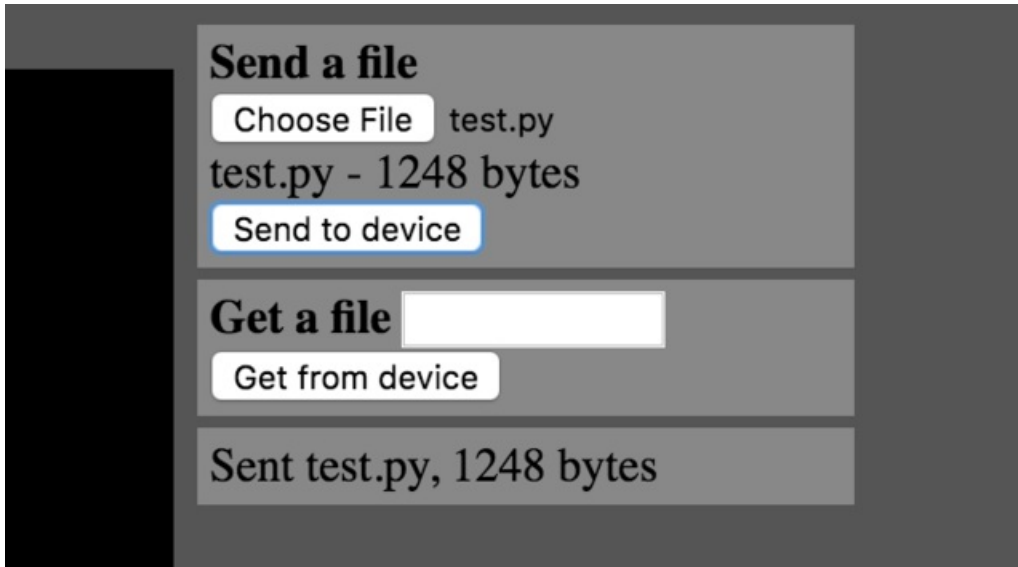 Send a file
Choose File test.py
test.py - 1248 bytes
Send to device
Get a file
Get from device
Sent test.py, 1248 bytes